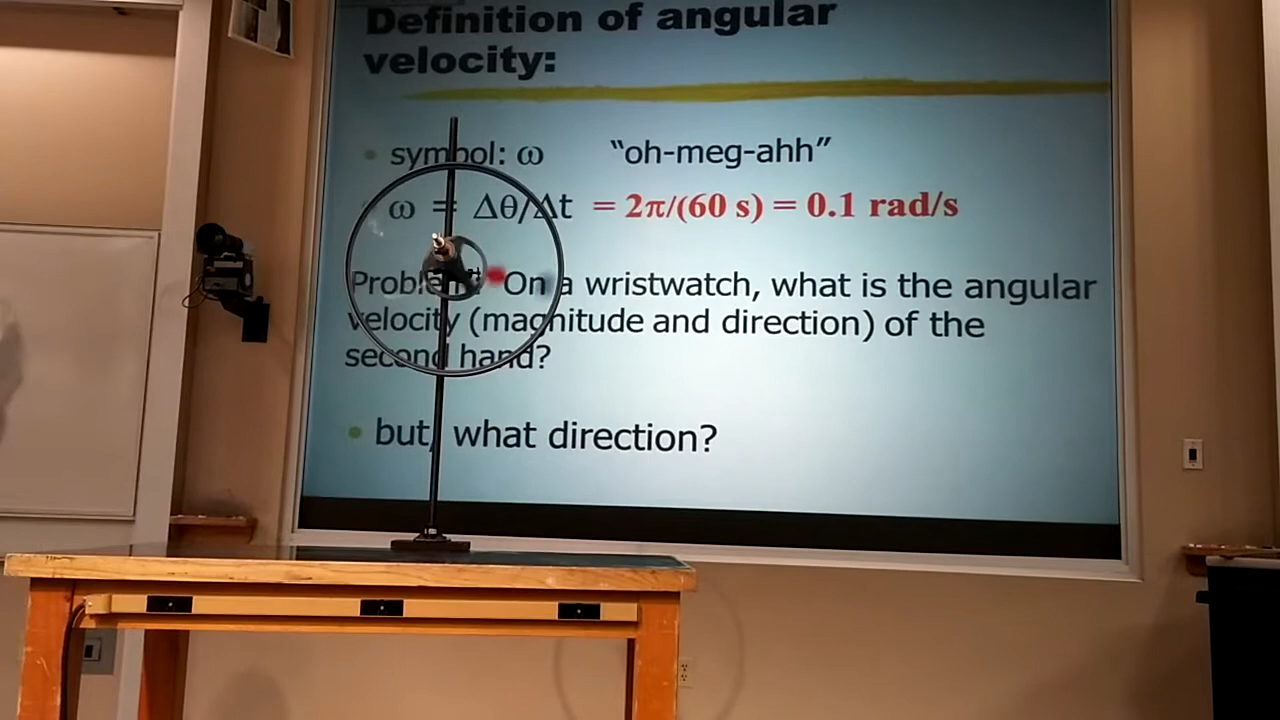 Definition of angular
velocity:
symbol: ω “oh-meg-ahh”
ω = Δθ/Δt = 2π/(60 s) = 0.1 rad/s
Problem: On a wristwatch, what is the angular
velocity (magnitude and direction) of the
second hand?
but, what direction?